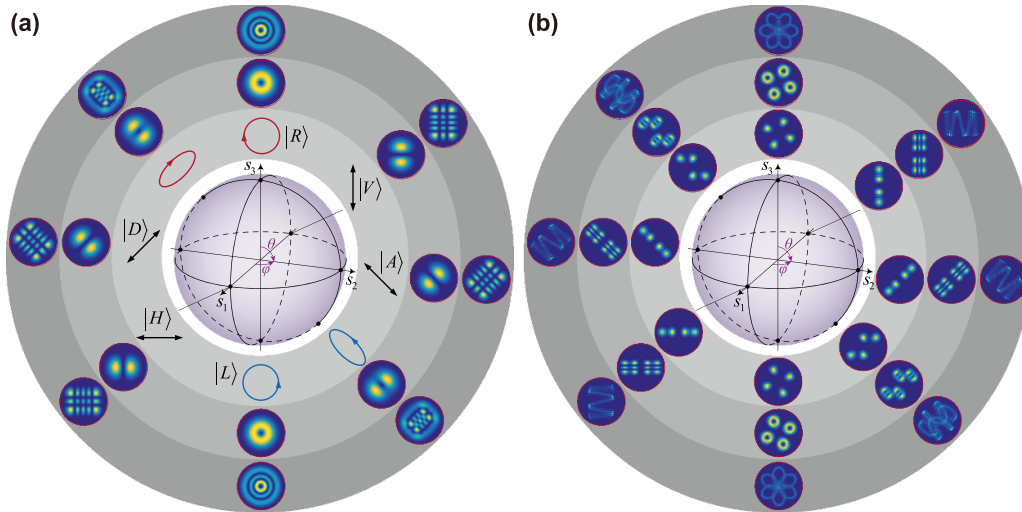 (a)
(b)
|R⟩
|V⟩
|D⟩
|A⟩
|H⟩
|L⟩
s₃
θ
φ
s₂
s₁
s₃
θ
φ
s₂
s₁